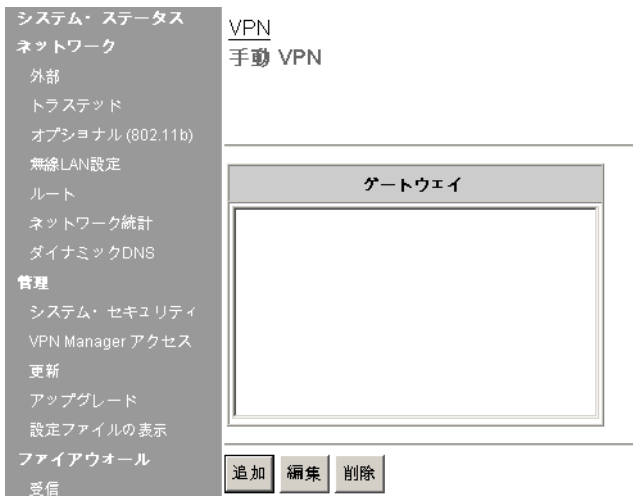 システム・ ステータス
ネットワーク
外部
トラステッド
オプショナル (802.11b)
無線LAN設定
ルート
ネットワーク統計
ダイナミックDNS
管理
システム・ セキュリティ
VPN Manager アクセス
更新
アップグレード
設定ファイルの表示
ファイアウォール
受信
VPN
手動 VPN
ゲートウェイ
追加 編集 削除